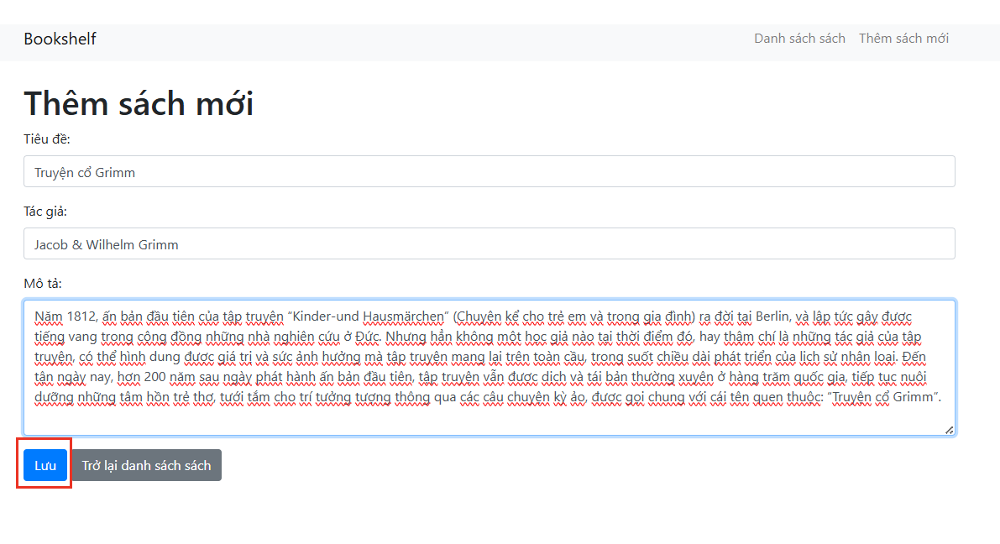 Bookshelf
Danh sách sách
Thêm sách mới
Thêm sách mới
Tiêu đề:
Truyện cổ Grimm
Tác giả:
Jacob & Wilhelm Grimm
Mô tả:
Năm 1812, ấn bản đầu tiên của tập truyện “Kinder-und Hausmärchen” (Chuyện kể cho trẻ em và trong gia đình) ra đời tại Berlin, và lập tức gây được
tiếng vang trong cộng đồng những nhà nghiên cứu ở Đức. Nhưng hẳn không một học giả nào tại thời điểm đó, hay thậm chí là những tác giả của tập
truyện, có thể hình dung được giá trị và sức ảnh hưởng mà tập truyện mang lại trên toàn cầu, trong suốt chiều dài phát triển của lịch sử nhân loại. Đến
tận ngày nay, hơn 200 năm sau ngày phát hành ấn bản đầu tiên, tập truyện vẫn được dịch và tái bản thường xuyên ở hàng trăm quốc gia, tiếp tục nuôi
dưỡng những tâm hồn trẻ thơ, tưới tắm cho trí tưởng tượng thông qua các câu chuyện kỳ ảo, được gọi chung với cái tên quen thuộc: “Truyện cổ Grimm”.
Lưu
Trở lại danh sách sách